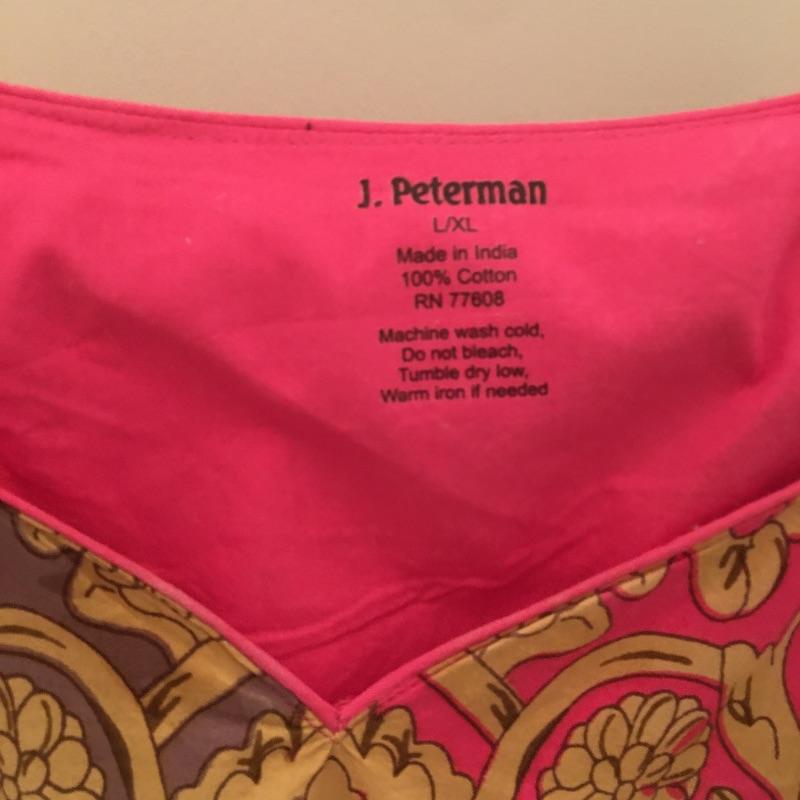 J. Peterman
L/XL
Made in India
100% Cotton
RN 77608
Machine wash cold,
Do not bleach,
Tumble dry low,
Warm iron if needed